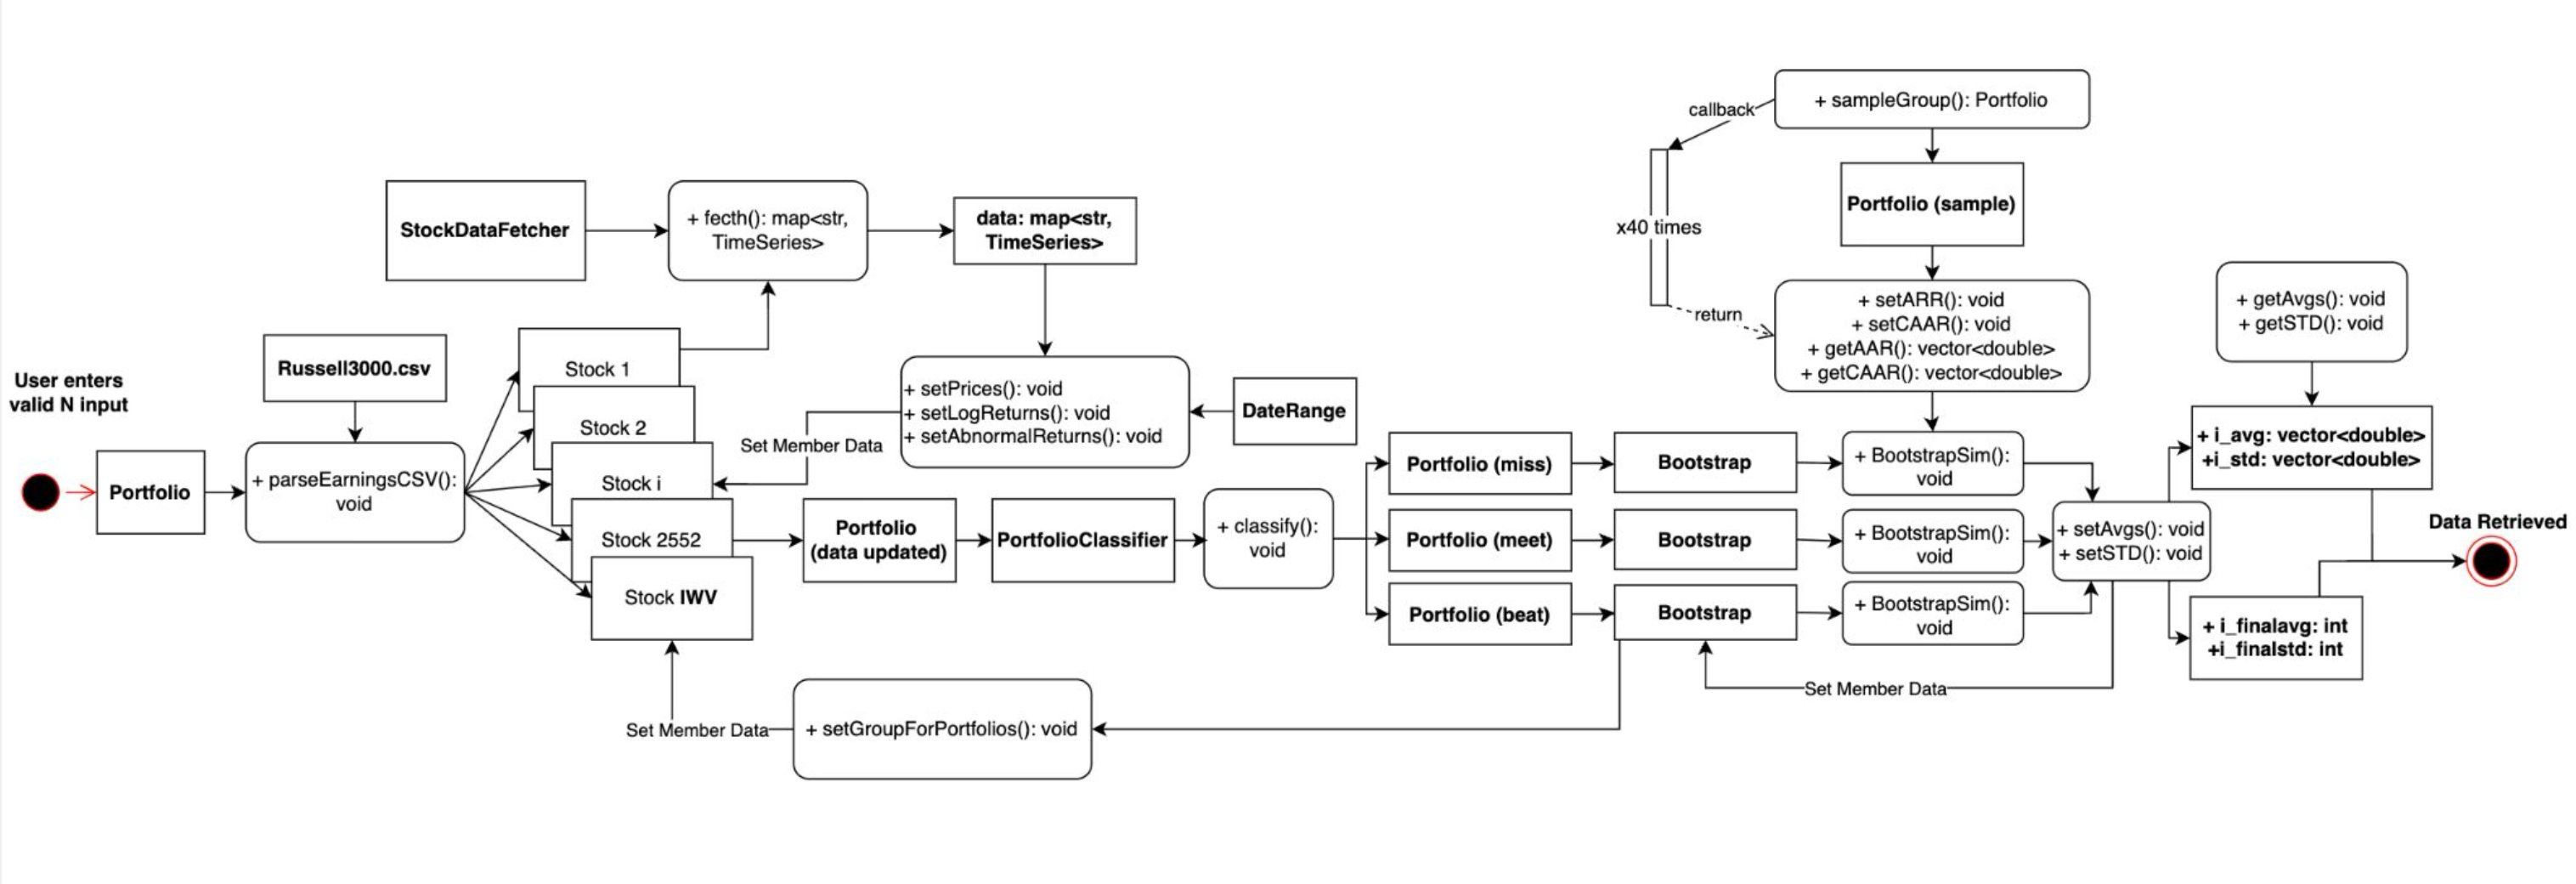 User enters
valid N input
Portfolio
Russell3000.csv
+ parseEarningsCSV():
void
StockDataFetcher
+ fecth(): map<str,
TimeSeries>
data: map<str,
TimeSeries>
Stock 1
Stock 2
Stock i
Stock 2552
Stock IWV
+ setPrices(): void
+ setLogReturns(): void
+ setAbnormalReturns(): void
DateRange
Set Member Data
Portfolio
(data updated)
PortfolioClassifier
+ classify():
void
Portfolio (miss)
Portfolio (meet)
Portfolio (beat)
Bootstrap
Bootstrap
Bootstrap
+ setGroupForPortfolios(): void
Set Member Data
+ sampleGroup(): Portfolio
callback
x40 times
return
Portfolio (sample)
+ setARR(): void
+ setCAAR(): void
+ getAAR(): vector<double>
+ getCAAR(): vector<double>
+ BootstrapSim():
void
+ BootstrapSim():
void
+ BootstrapSim():
void
+ setAvgs(): void
+ setSTD(): void
Set Member Data
+ getAvgs(): void
+ getSTD(): void
+ i_avg: vector<double>
+i_std: vector<double>
+ i_finalavg: int
+i_finalstd: int
Data Retrieved